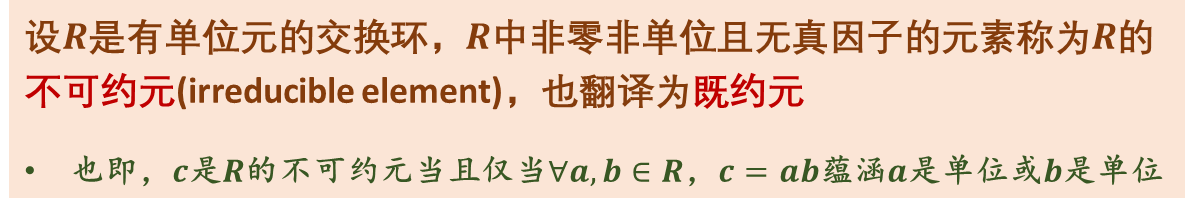 设R是有单位元的交换环，R中非零非单位且无真因子的元素称为R的
不可约元(irreducible element)，也翻译为既约元
• 也即，c是R的不可约元当且仅当∀a,b ∈ R，c = ab蕴涵a是单位或b是单位